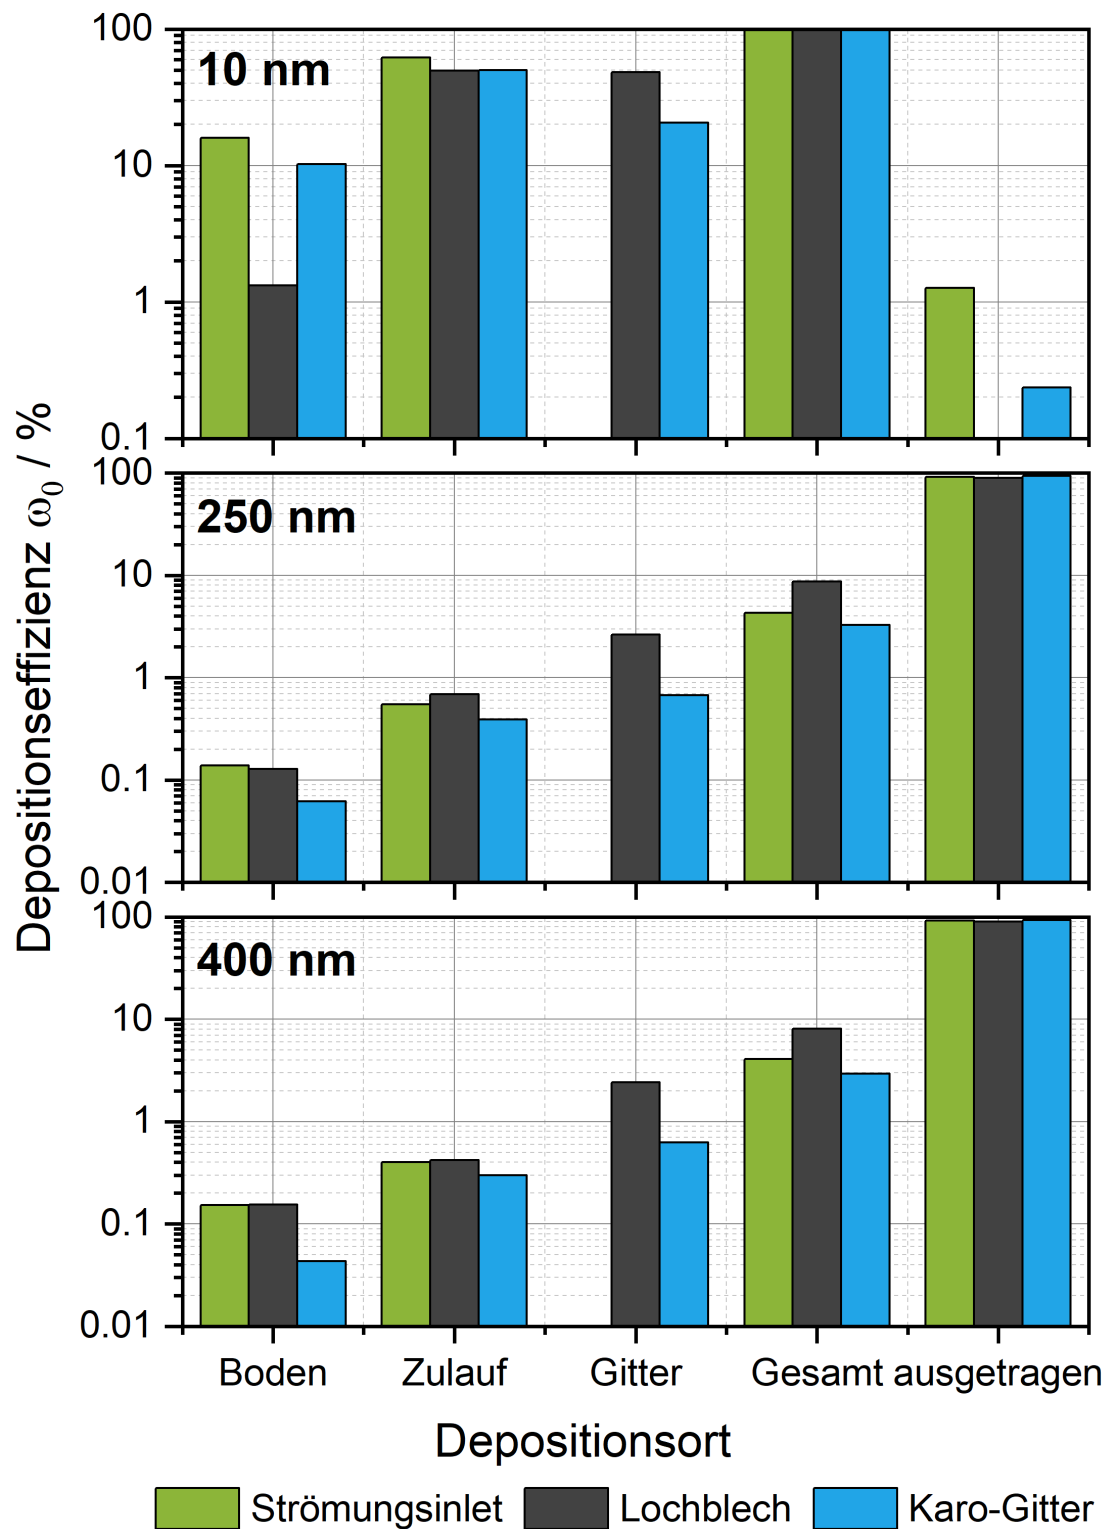 Depositionseffizienz ω₀ / %
10 nm
100
10
1
0.1
250 nm
100
10
1
0.1
0.01
400 nm
100
10
1
0.1
0.01
Boden Zulauf Gitter Gesamt ausgetragen
Depositionsort
Strömungsinlet Lochblech Karo-Gitter